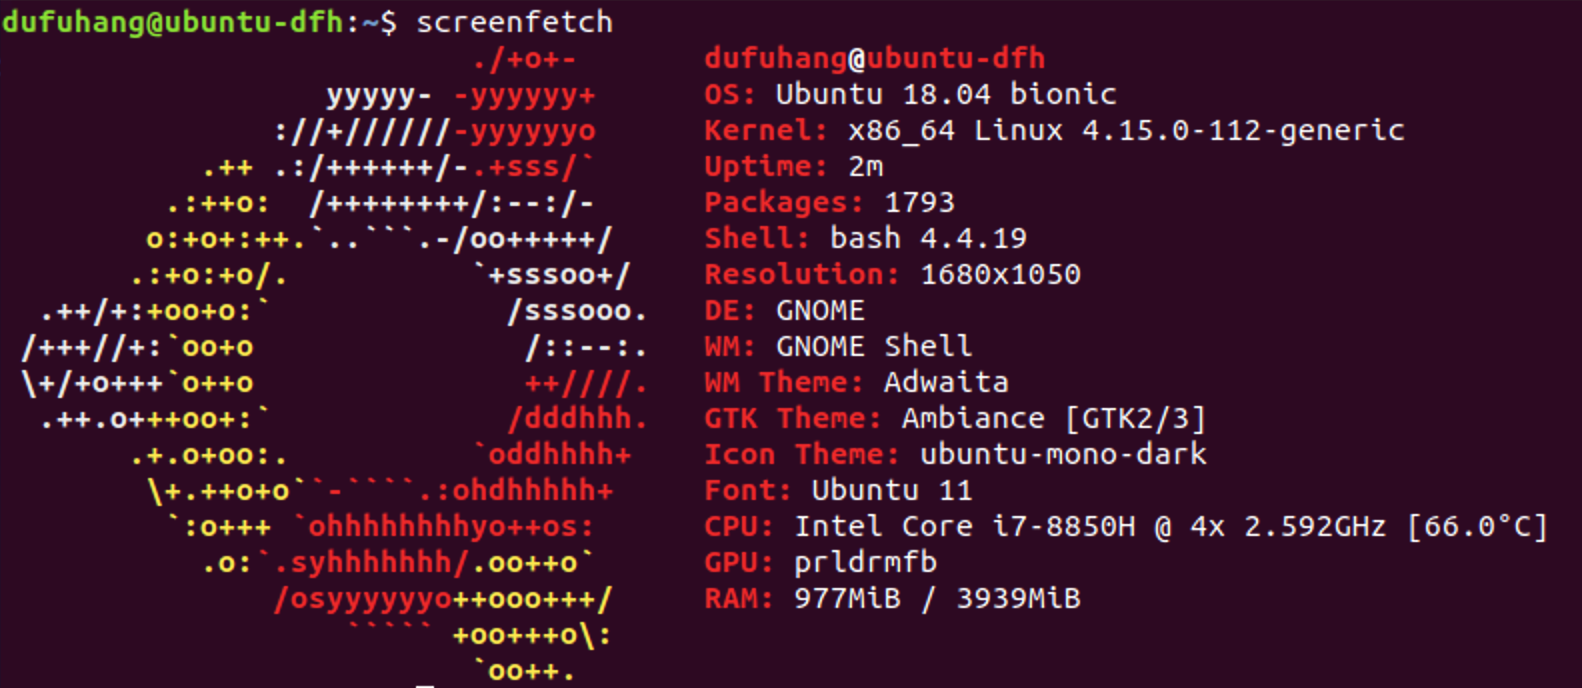 dufuhang@ubuntu-dfh:~$ screenfetch
                          ./+o+-       dufuhang@ubuntu-dfh
                  yyyyy- -yyyyyy+      OS: Ubuntu 18.04 bionic
               ://+//////-yyyyyyo      Kernel: x86_64 Linux 4.15.0-112-generic
           .++ .:/++++++/-.+sss/`      Uptime: 2m
         .:++o:  /++++++++/:--:/-      Packages: 1793
        o:+o+:++.`..```.-/oo+++++/     Shell: bash 4.4.19
       .:+o:+o/.          `+sssoo+/    Resolution: 1680x1050
  .++/+:+oo+o:`             /sssooo.   DE: GNOME
 /+++//+:`oo+o               /::--:.   WM: GNOME Shell
 \+/+o+++`o++o               ++////.   WM Theme: Adwaita
  .++.o+++oo+:`             /dddhhh.   GTK Theme: Ambiance [GTK2/3]
       .+.o+oo:.          `oddhhhh+    Icon Theme: ubuntu-mono-dark
        \+.++o+o``-````.:ohdhhhhh+     Font: Ubuntu 11
         `:o+++ `ohhhhhhhhyo++os:      CPU: Intel Core i7-8850H @ 4x 2.592GHz [66.0°C]
           .o:`.syhhhhhhh/.oo++o`      GPU: prldrmfb
               /osyyyyyyo++ooo+++/     RAM: 977MiB / 3939MiB
                   ````` +oo+++o\:
                          `oo++.